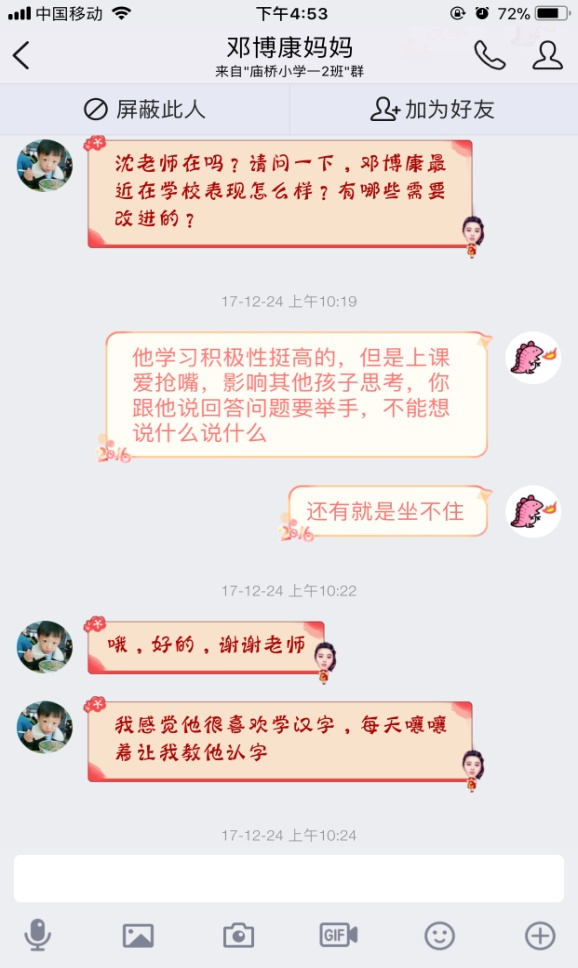 中国移动
下午4:53
72%
邓博康妈妈
来自"庙桥小学一2班"群
屏蔽此人
加为好友
沈老师在吗？请问一下，邓博康最
近在学校表现怎么样？有哪些需要
改进的？
17-12-24 上午10:19
他学习积极性挺高的，但是上课
爱抢嘴，影响其他孩子思考，你
跟他说回答问题要举手，不能想
说什么说什么
2016
还有就是坐不住
2016
17-12-24 上午10:22
哦，好的，谢谢老师
我感觉他很喜欢学汉字，每天嚷嚷
着让我教他认字
17-12-24 上午10:24
GIF